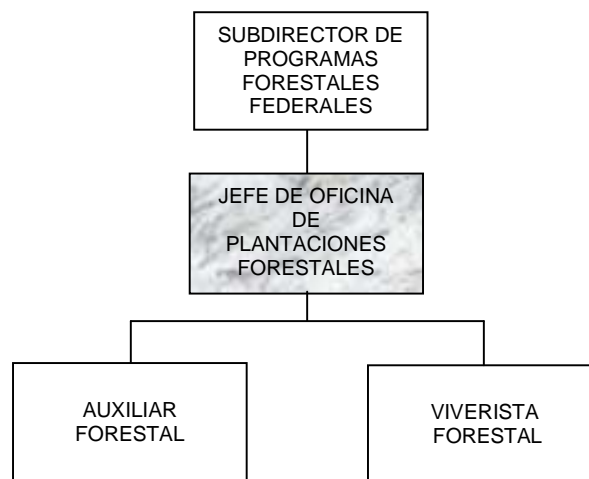 SUBDIRECTOR DE
PROGRAMAS
FORESTALES
FEDERALES
JEFE DE OFICINA
DE
PLANTACIONES
FORESTALES
AUXILIAR
FORESTAL
VIVERISTA
FORESTAL